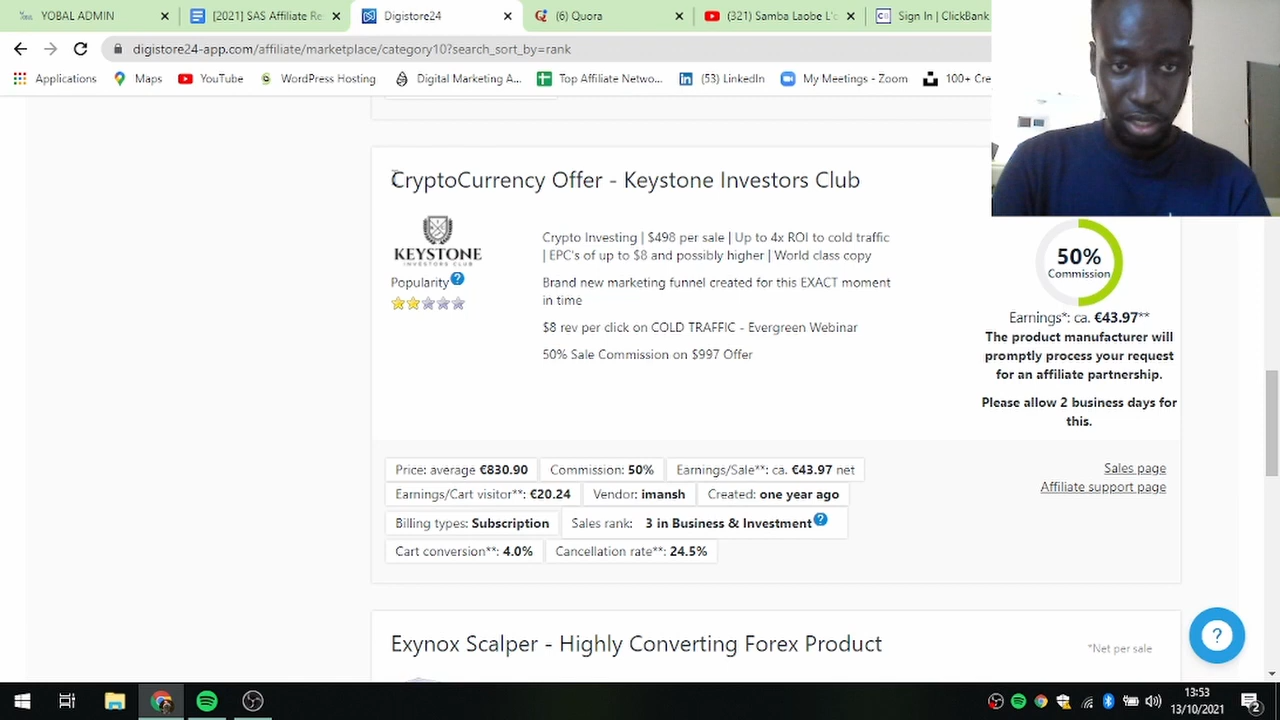 YOBAL ADMIN
[2021] SAS Affiliate Re
Digistore24
(6) Quora
(321) Samba Laobe L'
Sign In | ClickBank
digistore24-app.com/affiliate/marketplace/category10?search_sort_by=rank
Applications
Maps
YouTube
WordPress Hosting
Digital Marketing A...
Top Affiliate Netwo...
(53) LinkedIn
My Meetings - Zoom
100+ Cre
CryptoCurrency Offer - Keystone Investors Club
KEYSTONE
INVESTORS CLUB
Popularity ?
Crypto Investing | $498 per sale | Up to 4x ROI to cold traffic
| EPC's of up to $8 and possibly higher | World class copy
Brand new marketing funnel created for this EXACT moment
in time
$8 rev per click on COLD TRAFFIC - Evergreen Webinar
50% Sale Commission on $997 Offer
50%
Commission
Earnings*: ca. €43.97**
The product manufacturer will
promptly process your request
for an affiliate partnership.
Please allow 2 business days for
this.
Price: average €830.90
Commission: 50%
Earnings/Sale**: ca. €43.97 net
Earnings/Cart visitor**: €20.24
Vendor: imansh
Created: one year ago
Billing types: Subscription
Sales rank: 3 in Business & Investment ?
Cart conversion**: 4.0%
Cancellation rate**: 24.5%
Sales page
Affiliate support page
Exynox Scalper - Highly Converting Forex Product
*Net per sale
?
13:53
13/10/2021
2